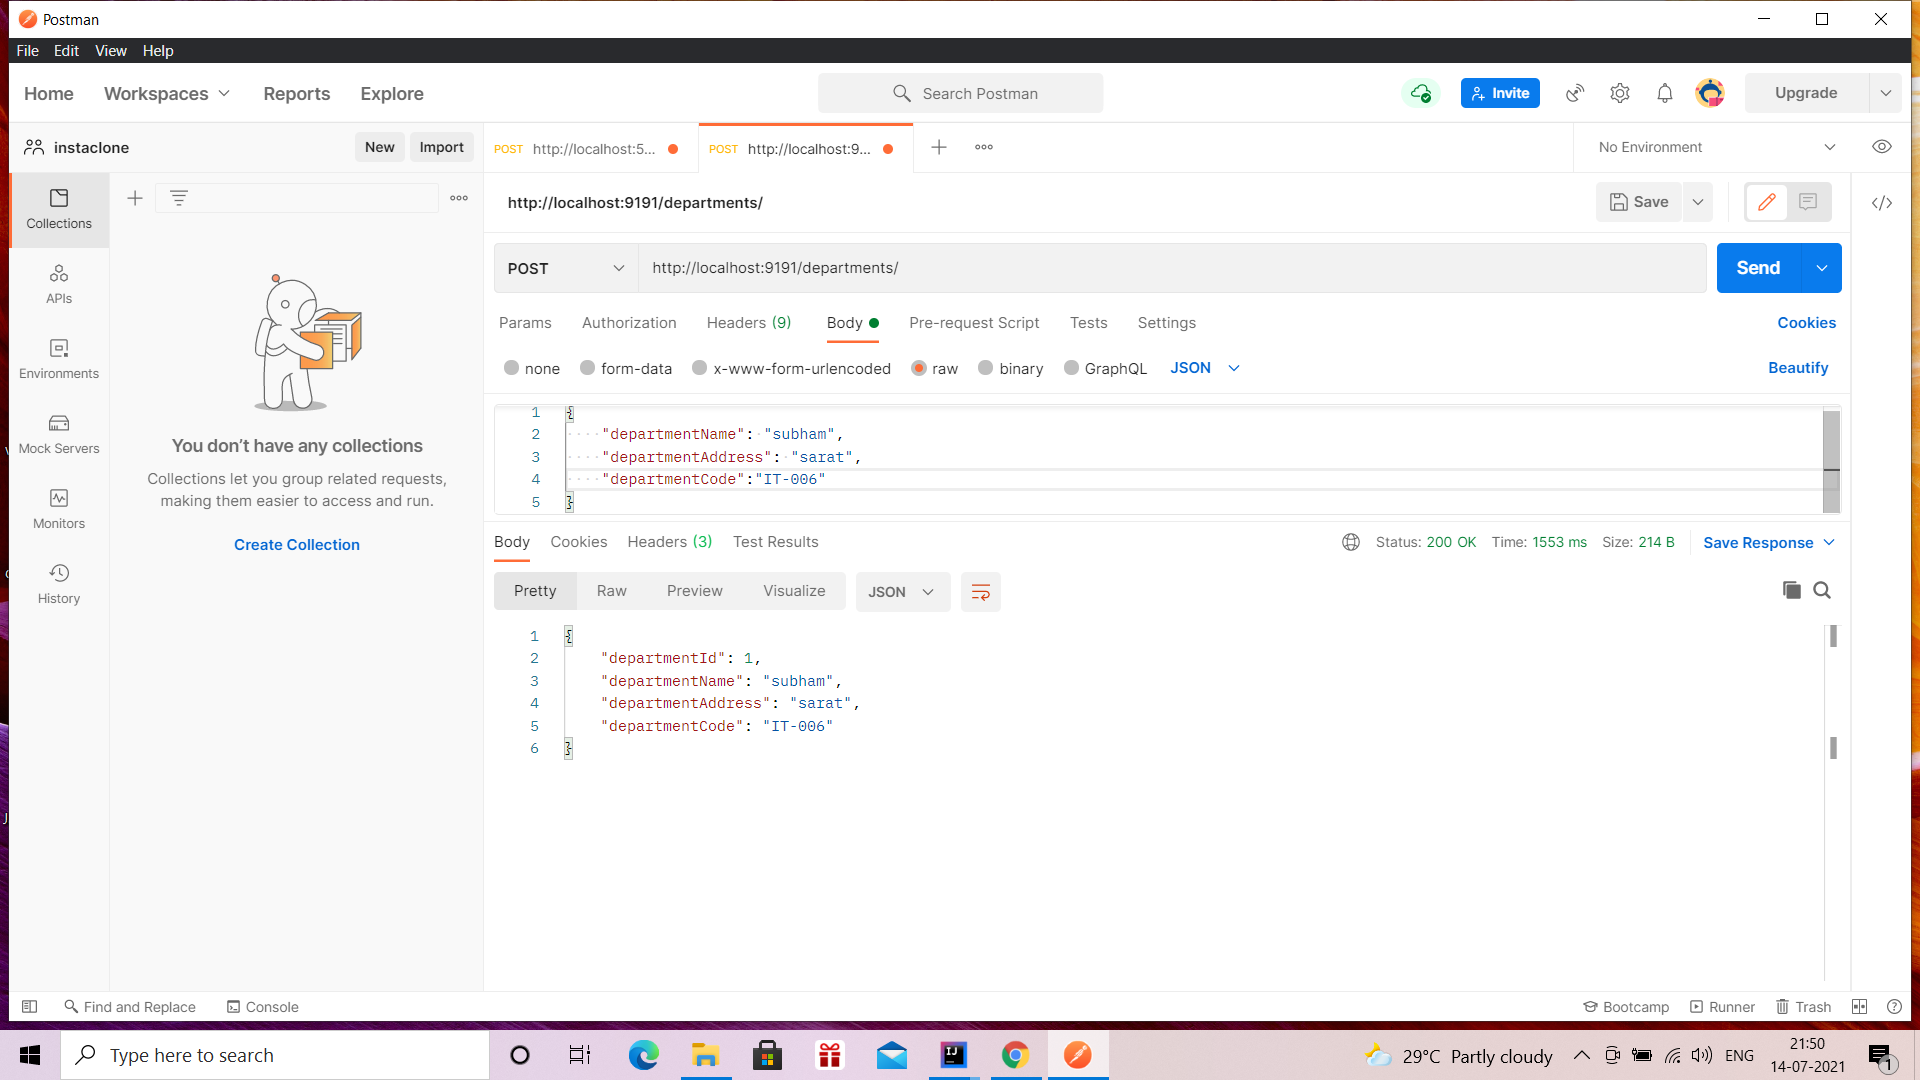 Postman
File Edit View Help
Home Workspaces Reports Explore
Search Postman
Invite
Upgrade
instaclone
New Import
POST http://localhost:5...
POST http://localhost:9...
No Environment
Collections
APIs
Environments
Mock Servers
Monitors
History
You don't have any collections
Collections let you group related requests,
making them easier to access and run.
Create Collection
http://localhost:9191/departments/
Save
POST http://localhost:9191/departments/
Send
Params Authorization Headers (9) Body Pre-request Script Tests Settings
Cookies
none form-data x-www-form-urlencoded raw binary GraphQL JSON
Beautify
1 {
2 "departmentName": "subham",
3 "departmentAddress": "sarat",
4 "departmentCode":"IT-006"
5 }
Body Cookies Headers (3) Test Results
Status: 200 OK Time: 1553 ms Size: 214 B
Save Response
Pretty Raw Preview Visualize JSON
1 {
2 "departmentId": 1,
3 "departmentName": "subham",
4 "departmentAddress": "sarat",
5 "departmentCode": "IT-006"
6 }
Find and Replace Console
Bootcamp Runner Trash
Type here to search
29°C Partly cloudy
ENG
21:50
14-07-2021
1